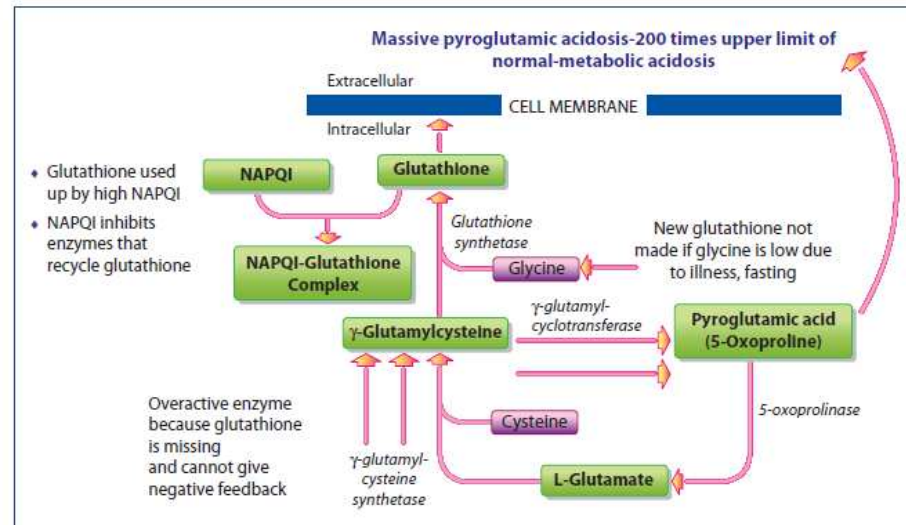 Massive pyroglutamic acidosis-200 times upper limit of
normal-metabolic acidosis
Extracellular
CELL MEMBRANE
Intracellular
♦ Glutathione used
up by high NAPQI
♦ NAPQI inhibits
enzymes that
recycle glutathione
NAPQI
Glutathione
Glutathione
synthetase
NAPQI-Glutathione
Complex
Glycine
New glutathione not
made if glycine is low due
to illness, fasting
γ-Glutamylcysteine
γ-glutamyl-
cyclotransferase
Pyroglutamic acid
(5-Oxoproline)
Overactive enzyme
because glutathione
is missing
and cannot give
negative feedback
γ-glutamyl-
cysteine
synthetase
Cysteine
5-oxoprolinase
L-Glutamate